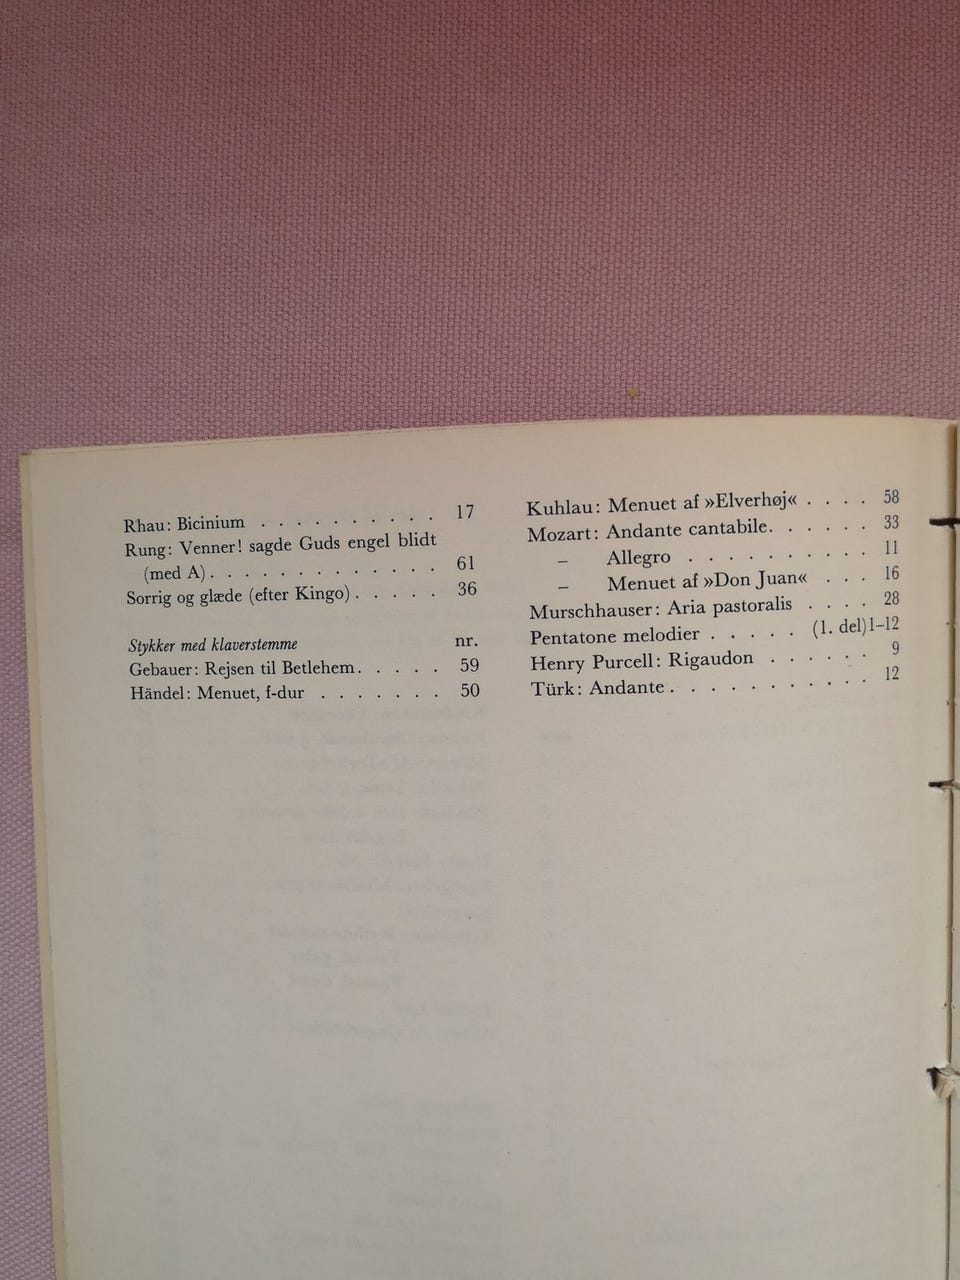 Rhau: Bicinium . . . . . . . . . . 17
Rung: Venner! sagde Guds engel blidt
(med A) . . . . . . . . . . . . . 61
Sorrig og glæde (efter Kingo) . . . . . 36
Stykker med klaverstemme nr.
Gebauer: Rejsen til Betlehem . . . . . 59
Händel: Menuet, f-dur . . . . . . . 50
Kuhlau: Menuet af »Elverhøj« . . . . 58
Mozart: Andante cantabile. . . . . . 33
– Allegro . . . . . . . . . . 11
– Menuet af »Don Juan« . . . 16
Murschhauser: Aria pastoralis . . . . 28
Pentatone melodier . . . . . (1. del) 1–12
Henry Purcell: Rigaudon . . . . . . 9
Türk: Andante . . . . . . . . . . . 12